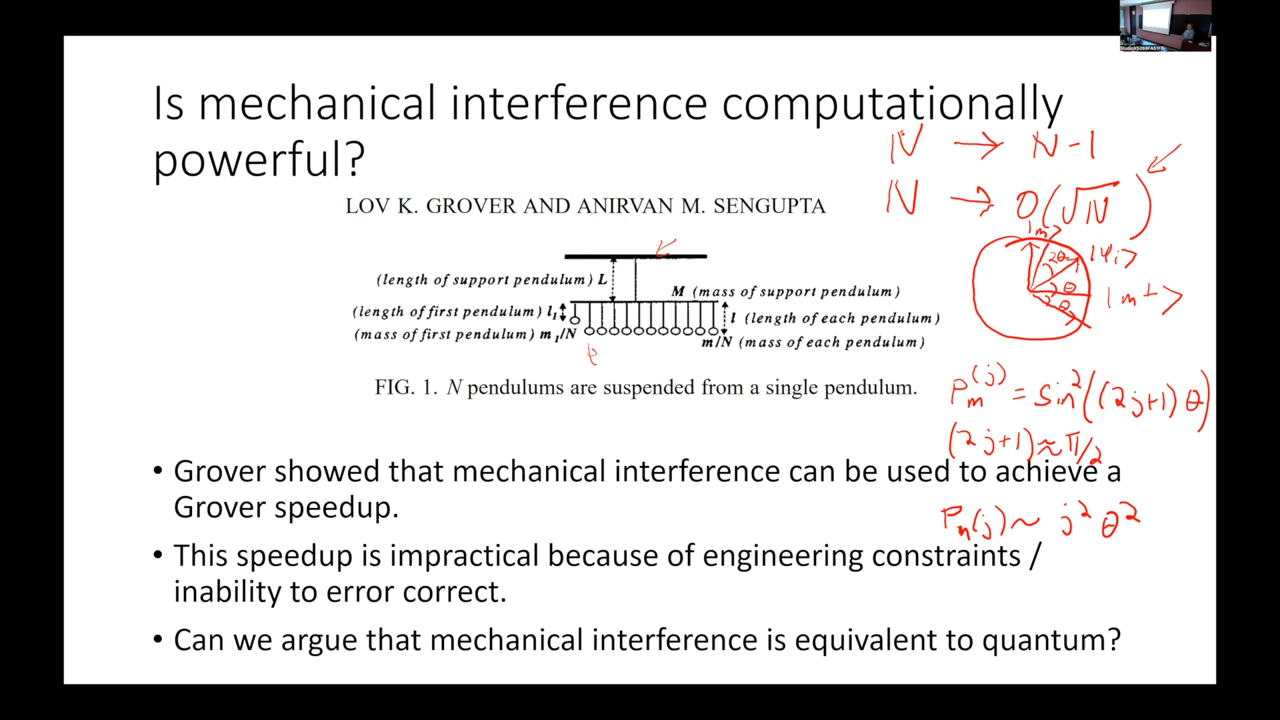 Is mechanical interference computationally
powerful?
N → N-1
N → O(√N)
LOV K. GROVER AND ANIRVAN M. SENGUPTA
(length of support pendulum) L
M (mass of support pendulum)
(length of first pendulum) l₁
l (length of each pendulum)
(mass of first pendulum) m₁/N
m/N (mass of each pendulum)
FIG. 1. N pendulums are suspended from a single pendulum.
|m>
2θ
|ψi>
θ
|m⊥>
θ
Pm^(j) = sin²((2j+1)θ)
(2j+1)≈π/2
Pm(j) ~ j² θ²
• Grover showed that mechanical interference can be used to achieve a
Grover speedup.
• This speedup is impractical because of engineering constraints /
inability to error correct.
• Can we argue that mechanical interference is equivalent to quantum?